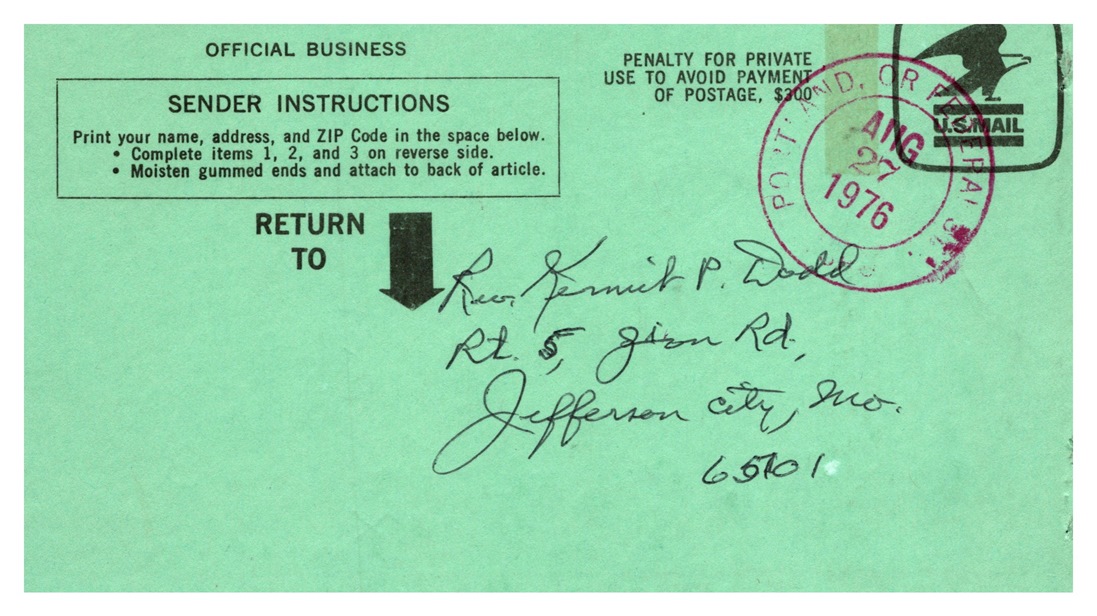 OFFICIAL BUSINESS
SENDER INSTRUCTIONS
Print your name, address, and ZIP Code in the space below.
• Complete items 1, 2, and 3 on reverse side.
• Moisten gummed ends and attach to back of article.
PENALTY FOR PRIVATE
USE TO AVOID PAYMENT
OF POSTAGE, $300
U.S.MAIL
PORTLAND, OR FEDERAL
AUG
27
1976
RETURN
TO
Rev. Kermit P. Dodd
Rt. 5, Zion Rd,
Jefferson City, Mo.
65101